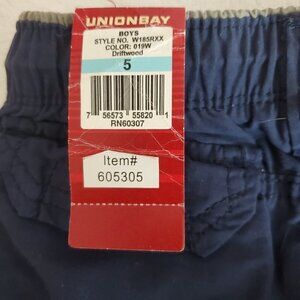 UNIONBAY
BOYS
STYLE NO. W185RXX
COLOR: 019W
Driftwood
5
7 56573 55820 1
RN60307
Item#
605305